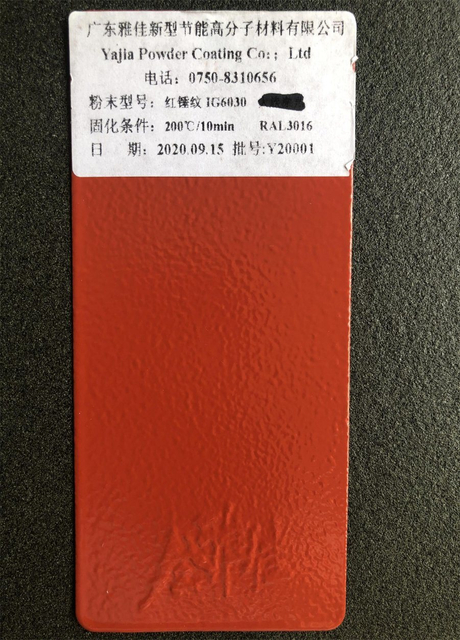 广东雅佳新型节能高分子材料有限公司
Yajia Powder Coating Co:; Ltd
电话: 0750-8310656
粉末型号: 红锤纹 IG6030
固化条件: 200℃/10min RAL3016
日 期: 2020.09.15 批号:Y20001